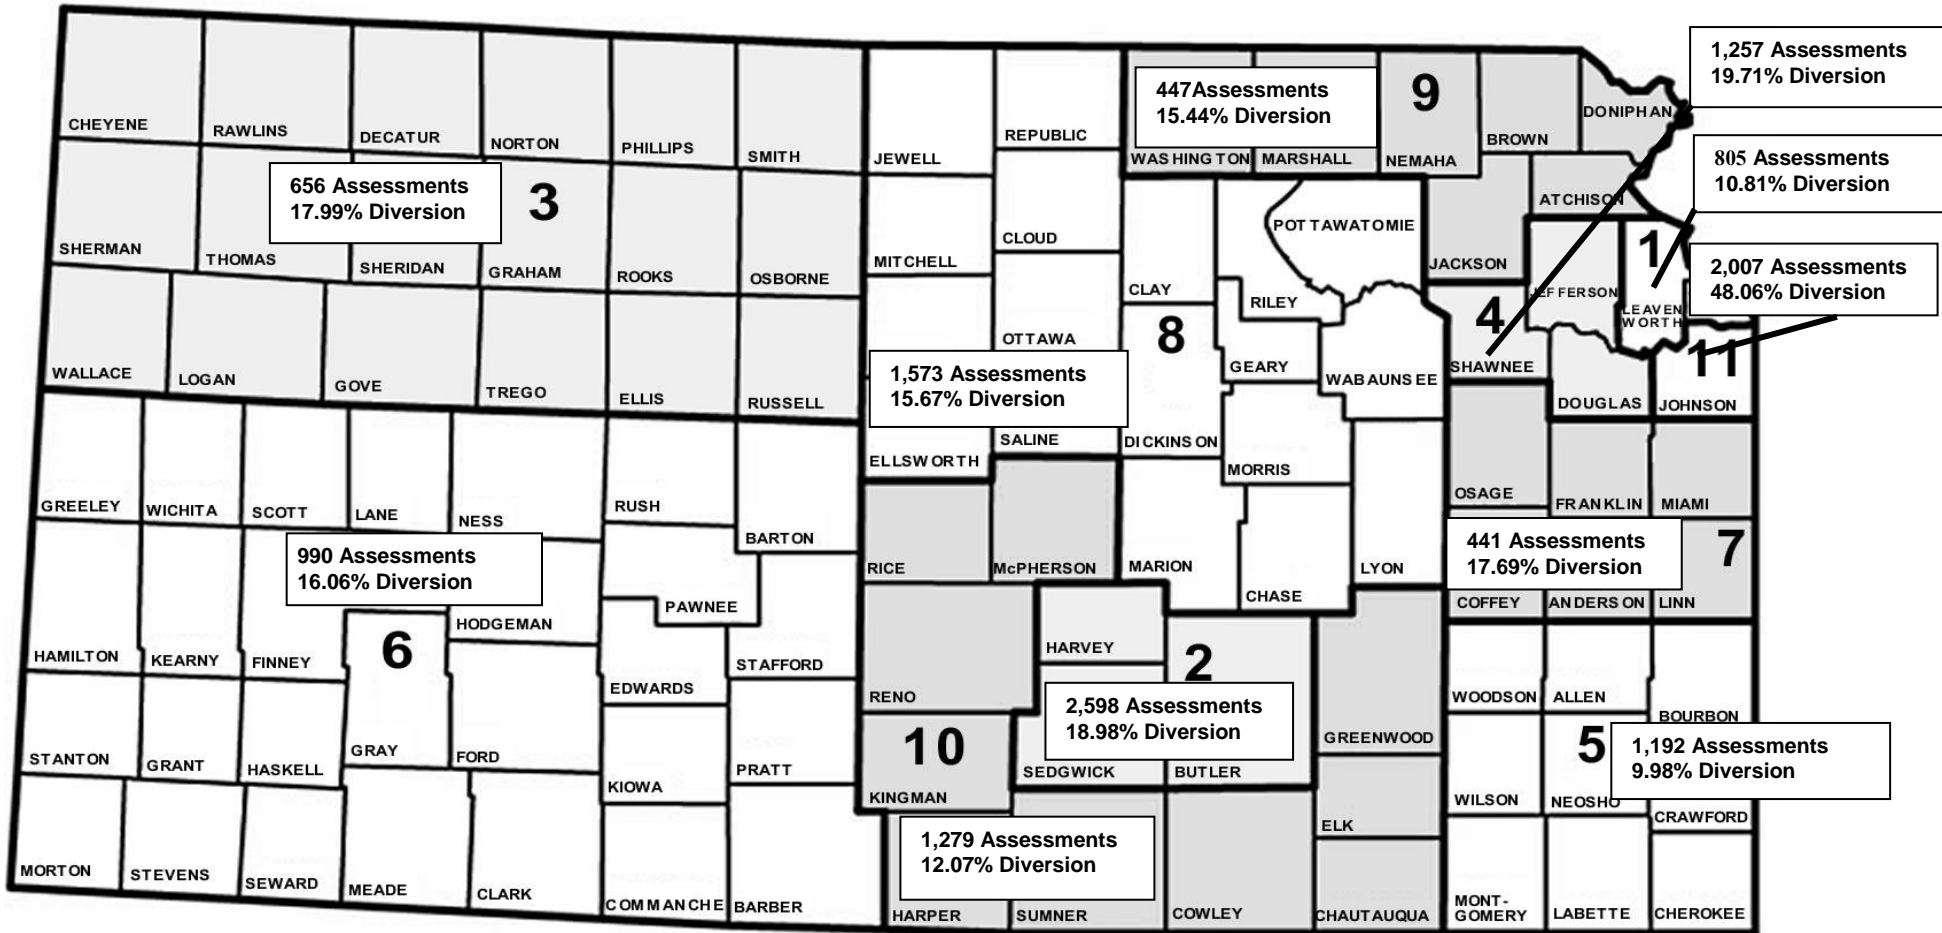 1,257 Assessments
19.71% Diversion
447Assessments
15.44% Diversion
9
DONIPHAN
CHEYENE
RAWLINS
DECATUR
NORTON
PHILLIPS
SMITH
JEWELL
REPUBLIC
WASHINGTON
MARSHALL
NEMAHA
BROWN
805 Assessments
10.81% Diversion
656 Assessments
17.99% Diversion
3
ATCHISON
POTTAWATOMIE
SHERMAN
THOMAS
SHERIDAN
GRAHAM
ROOKS
OSBORNE
MITCHELL
CLOUD
JACKSON
1
2,007 Assessments
48.06% Diversion
CLAY
RILEY
JEFFERSON
LEAVEN
WORTH
4
8
OTTAWA
WALLACE
LOGAN
GOVE
TREGO
ELLIS
RUSSELL
1,573 Assessments
15.67% Diversion
GEARY
WABAUNSEE
SHAWNEE
11
DOUGLAS
JOHNSON
ELLSWORTH
SALINE
DICKINSON
MORRIS
GREELEY
WICHITA
SCOTT
LANE
NESS
RUSH
BARTON
OSAGE
FRANKLIN
MIAMI
990 Assessments
16.06% Diversion
RICE
McPHERSON
MARION
CHASE
LYON
441 Assessments
17.69% Diversion
7
PAWNEE
HODGEMAN
COFFEY
ANDERSON
LINN
HAMILTON
KEARNY
FINNEY
6
STAFFORD
EDWARDS
RENO
HARVEY
2
WOODSON
ALLEN
BOURBON
2,598 Assessments
18.98% Diversion
STANTON
GRANT
HASKELL
GRAY
FORD
KIOWA
PRATT
10
KINGMAN
SEDGWICK
BUTLER
GREENWOOD
5
1,192 Assessments
9.98% Diversion
WILSON
NEOSHO
CRAWFORD
ELK
1,279 Assessments
12.07% Diversion
MORTON
STEVENS
SEWARD
MEADE
CLARK
COMMANCHE
BARBER
HARPER
SUMNER
COWLEY
CHAUTAUQUA
MONT-
GOMERY
LABETTE
CHEROKEE